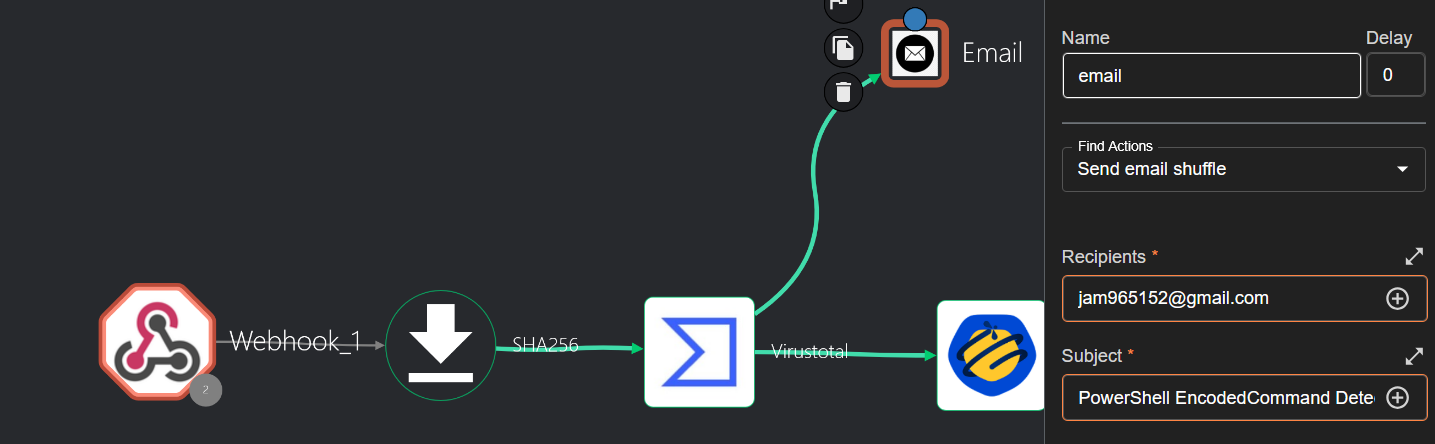 Email
Webhook_1
2
SHA256
Virustotal
Name
Delay
email
0
Find Actions
Send email shuffle
Recipients *
jam965152@gmail.com
Subject *
PowerShell EncodedCommand